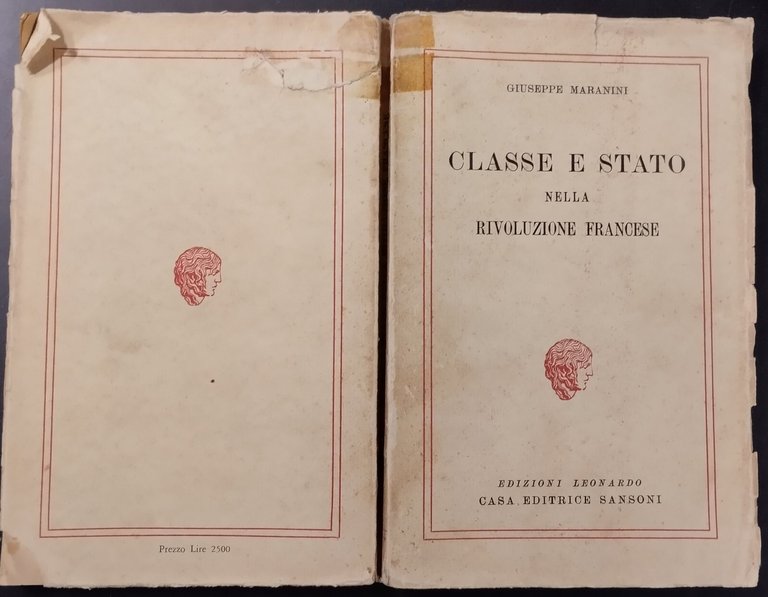 Prezzo Lire 2500
GIUSEPPE MARANINI
CLASSE E STATO
NELLA
RIVOLUZIONE FRANCESE
EDIZIONI LEONARDO
CASA EDITRICE SANSONI